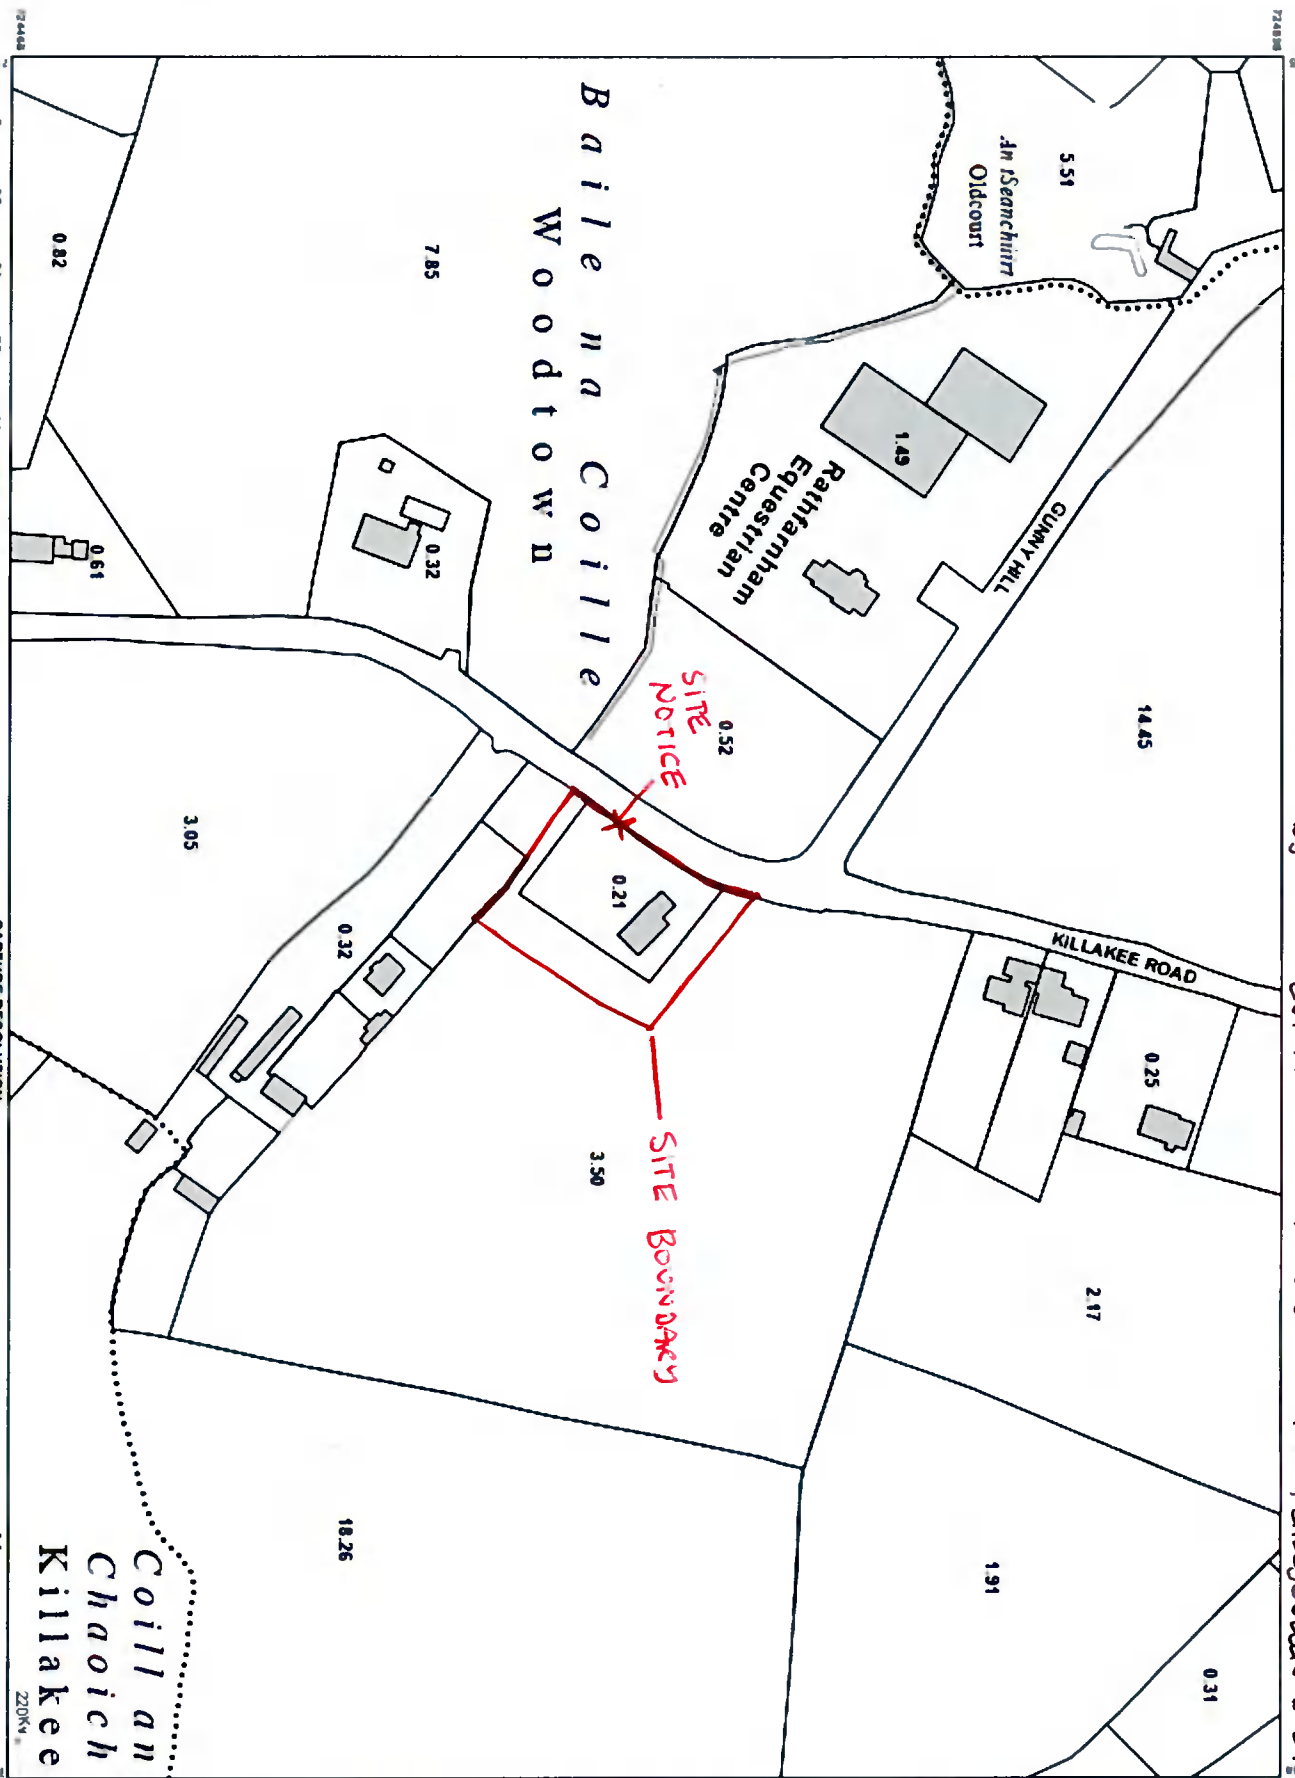 724468
724838
Baile na Coille
Woodtown
5.51
An tSeanchúirt
Oldcourt
7.85
0.82
0.61
0.32
1.49
Rathfarnham
Equestrian
Centre
GUNNY HILL
14.45
0.52
SITE
NOTICE
0.21
3.05
0.32
KILLAKEE ROAD
0.25
3.50
SITE BOUNDARY
2.17
18.26
1.91
0.31
Coill an
Chaoich
Killakee